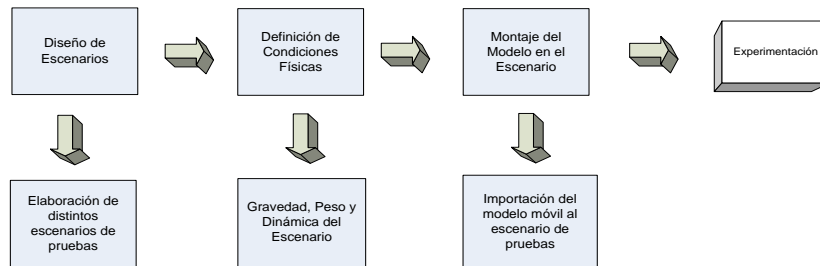 Diseño de
Escenarios
Definición de
Condiciones
Físicas
Montaje del
Modelo en el
Escenario
Experimentación
Elaboración de
distintos
escenarios de
pruebas
Gravedad, Peso y
Dinámica del
Escenario
Importación del
modelo móvil al
escenario de
pruebas